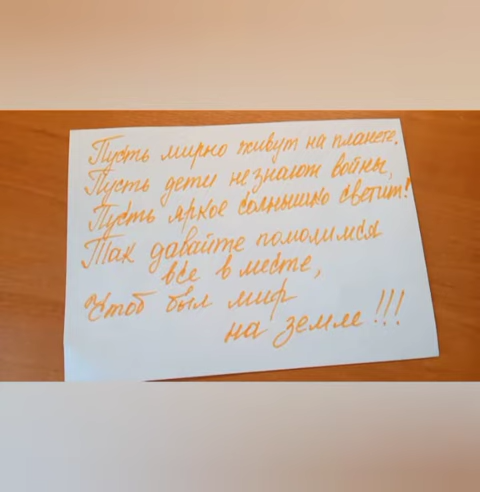 Пусть мирно живут на планете.
Пусть дети не знают войны,
Пусть яркое солнышко светит!
Так давайте помолимся
все в месте,
Чтоб был мир
на земле!!!